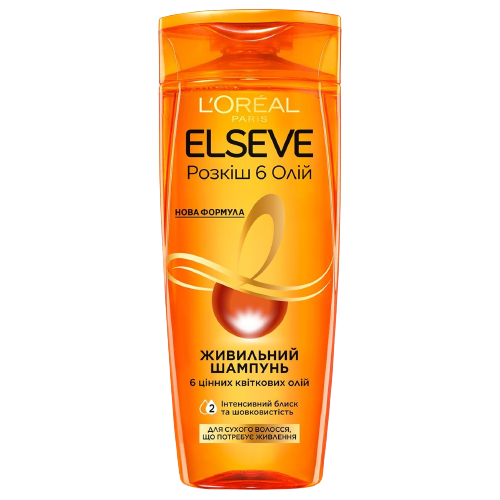 L'ORÉAL
PARIS
ELSEVE
Розкіш 6 Олій
НОВА ФОРМУЛА
ЖИВИЛЬНИЙ
ШАМПУНЬ
6 цінних квіткових олій
2
Інтенсивний блиск
та шовковистість
ДЛЯ СУХОГО ВОЛОССЯ,
ЩО ПОТРЕБУЄ ЖИВЛЕННЯ